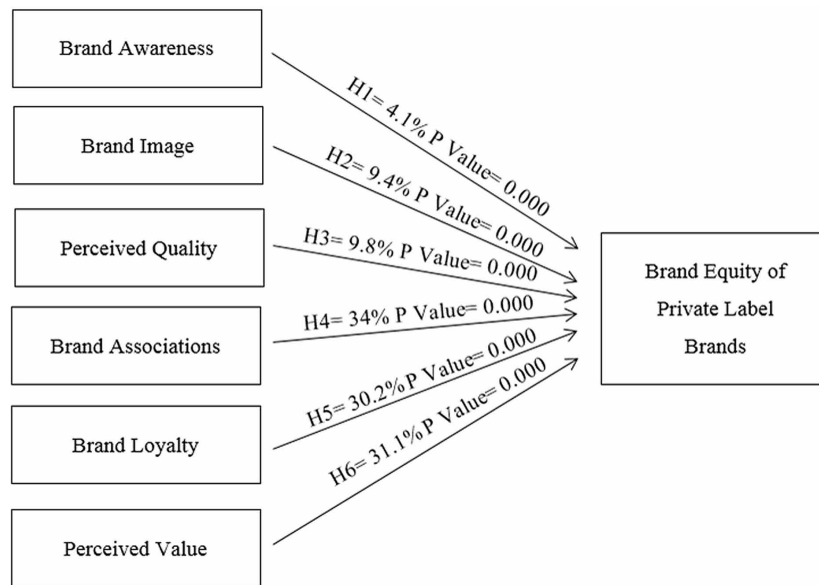 Brand Awareness
H1= 4.1% P Value= 0.000
Brand Image
H2= 9.4% P Value= 0.000
Perceived Quality
H3= 9.8% P Value= 0.000
Brand Associations
H4= 34% P Value= 0.000
Brand Loyalty
H5= 30.2% P Value= 0.000
Perceived Value
H6= 31.1% P Value= 0.000
Brand Equity of
Private Label
Brands